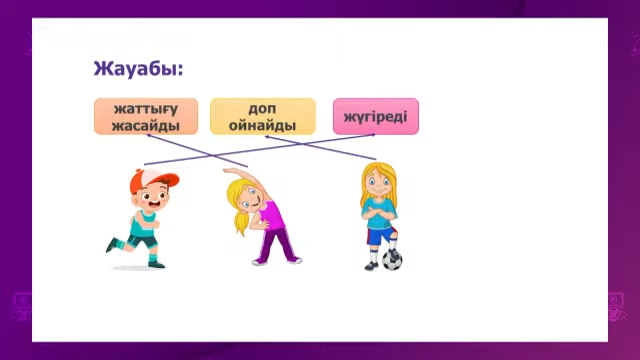 Жауабы:
жаттығу
жасайды
доп
ойнайды
жүгіреді